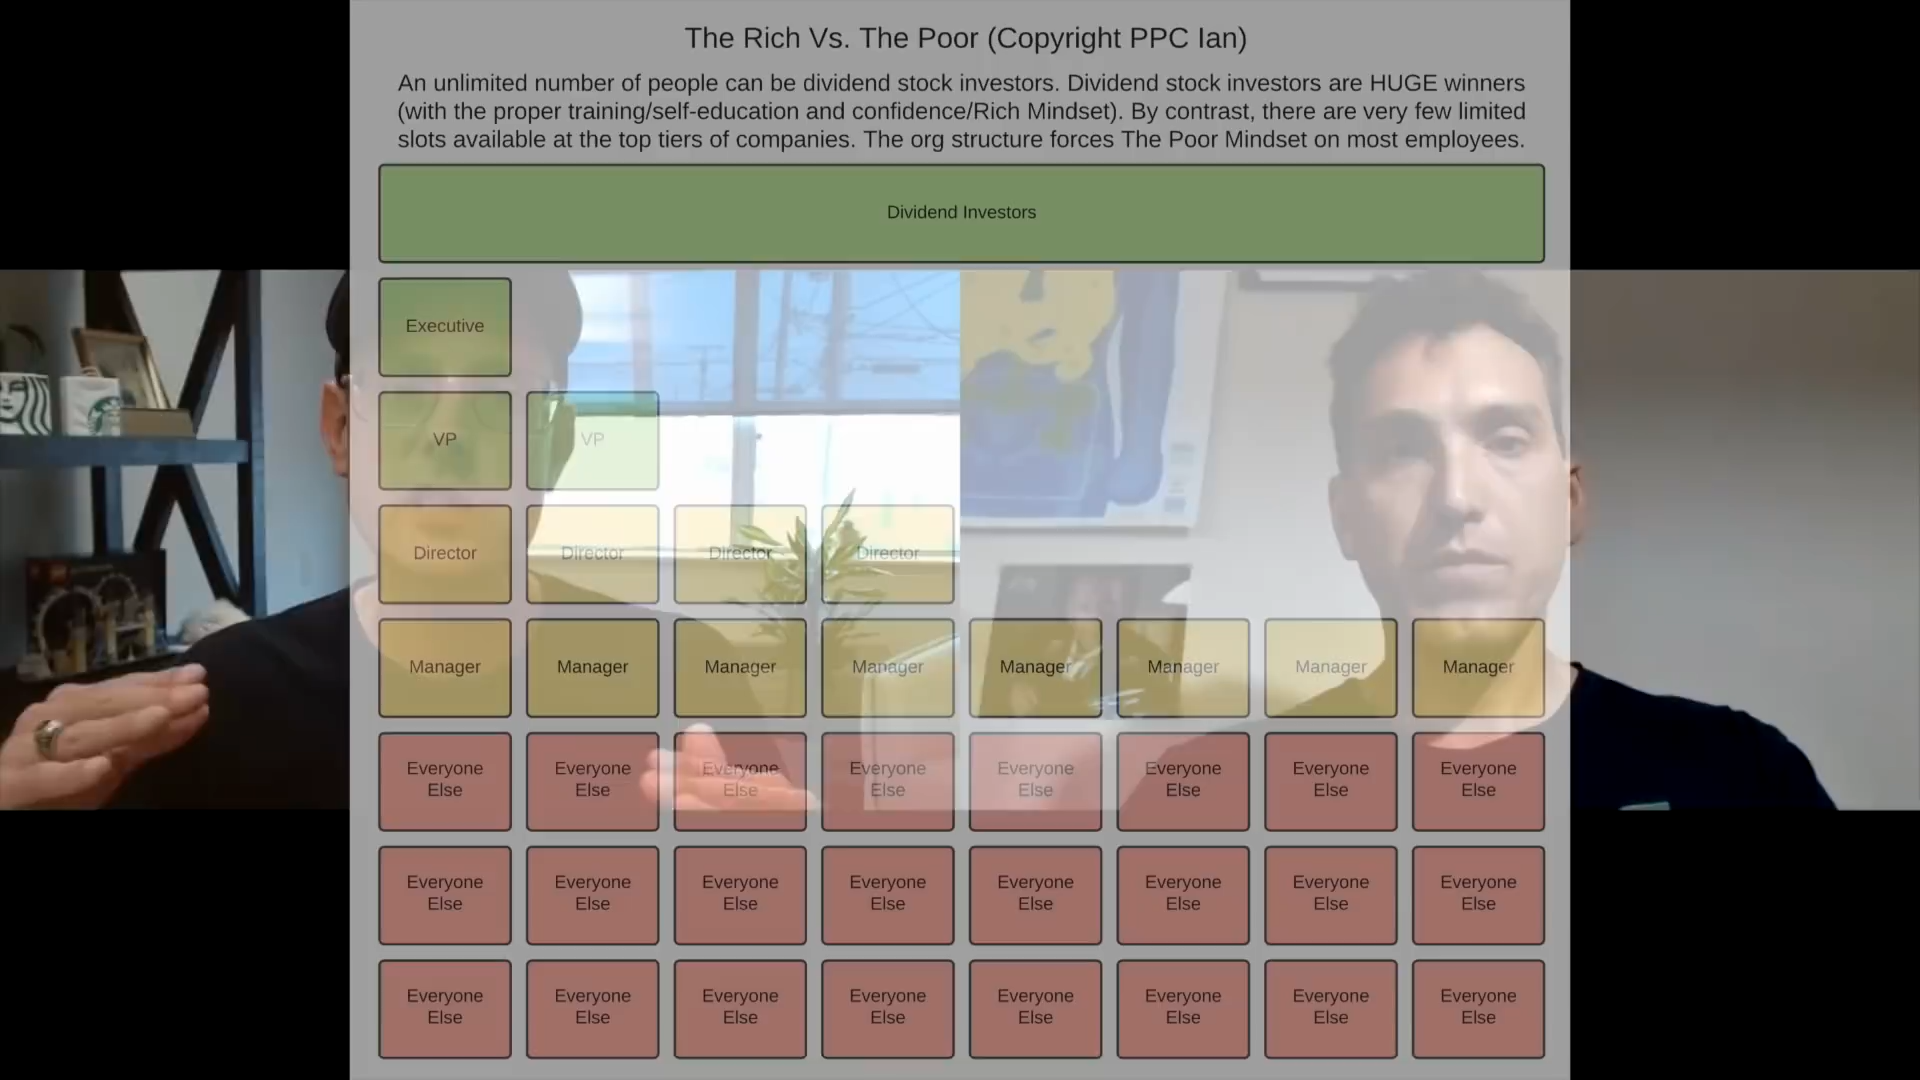 The Rich Vs. The Poor (Copyright PPC Ian)
An unlimited number of people can be dividend stock investors. Dividend stock investors are HUGE winners
(with the proper training/self-education and confidence/Rich Mindset). By contrast, there are very few limited
slots available at the top tiers of companies. The org structure forces The Poor Mindset on most employees.
Dividend Investors
Executive
VP VP
Director Director Director Director
Manager Manager Manager Manager Manager Manager Manager Manager
Everyone Everyone Everyone Everyone Everyone Everyone Everyone Everyone
Else Else Else Else Else Else Else Else
Everyone Everyone Everyone Everyone Everyone Everyone Everyone Everyone
Else Else Else Else Else Else Else Else
Everyone Everyone Everyone Everyone Everyone Everyone Everyone Everyone
Else Else Else Else Else Else Else Else